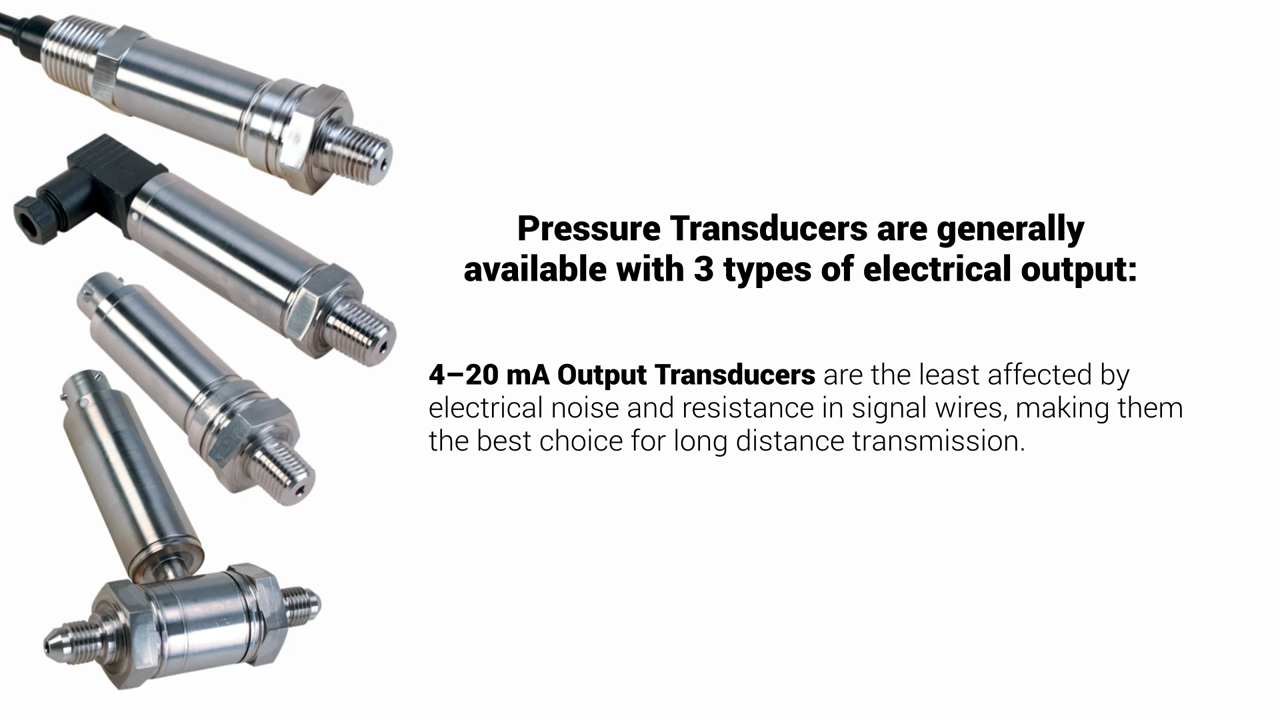 Pressure Transducers are generally
available with 3 types of electrical output:
4–20 mA Output Transducers are the least affected by
electrical noise and resistance in signal wires, making them
the best choice for long distance transmission.